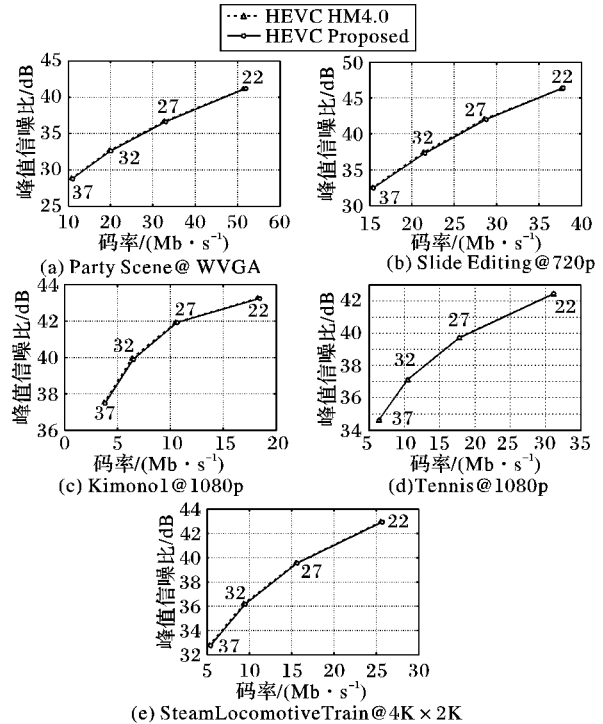 HEVC HM4.0
HEVC Proposed
峰值信噪比/dB
45
41
37
33
29
25
22
27
32
37
10 20 30 40 50 60
码率/(Mb·s⁻¹)
(a) Party Scene@ WVGA
峰值信噪比/dB
50
45
40
35
30
22
27
32
37
15 20 25 30 35 40
码率/(Mb·s⁻¹)
(b) Slide Editing@720p
峰值信噪比/dB
44
42
40
38
36
22
27
32
37
0 5 10 15 20
码率/(Mb·s⁻¹)
(c) Kimono1@1080p
峰值信噪比/dB
42
40
38
36
34
22
27
32
37
5 10 15 20 25 30 35
码率/(Mb·s⁻¹)
(d)Tennis@1080p
峰值信噪比/dB
44
42
40
38
36
34
32
22
27
32
37
5 10 15 20 25 30
码率/(Mb·s⁻¹)
(e) SteamLocomotiveTrain@4K×2K